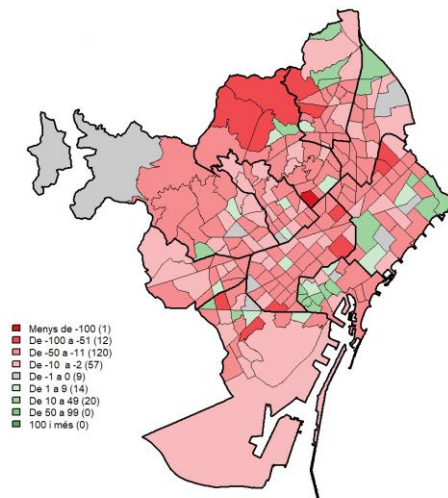 Menys de -100 (1)
De -100 a -51 (12)
De -50 a -11 (120)
De -10 a -2 (57)
De -1 a 0 (9)
De 1 a 9 (14)
De 10 a 49 (20)
De 50 a 99 (0)
100 i més (0)